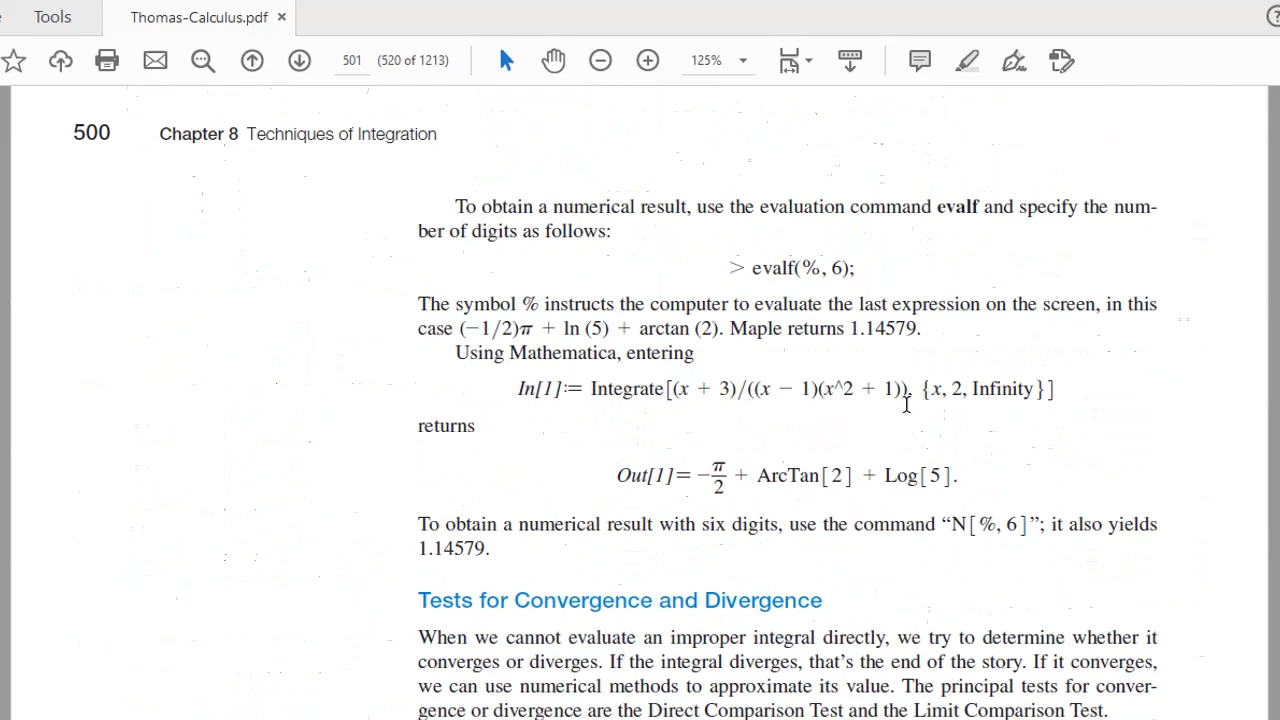 Tools
Thomas-Calculus.pdf ×
501 (520 of 1213)
125%
500 Chapter 8 Techniques of Integration
To obtain a numerical result, use the evaluation command evalf and specify the num-
ber of digits as follows:
> evalf(%, 6);
The symbol % instructs the computer to evaluate the last expression on the screen, in this
case (−1/2)π + ln (5) + arctan (2). Maple returns 1.14579.
Using Mathematica, entering
In[1]:= Integrate[(x + 3)/((x − 1)(x^2 + 1)), {x, 2, Infinity}]
returns
Out[1]= −π/2 + ArcTan[2] + Log[5].
To obtain a numerical result with six digits, use the command “N[%, 6]”; it also yields
1.14579.
Tests for Convergence and Divergence
When we cannot evaluate an improper integral directly, we try to determine whether it
converges or diverges. If the integral diverges, that’s the end of the story. If it converges,
we can use numerical methods to approximate its value. The principal tests for conver-
gence or divergence are the Direct Comparison Test and the Limit Comparison Test.